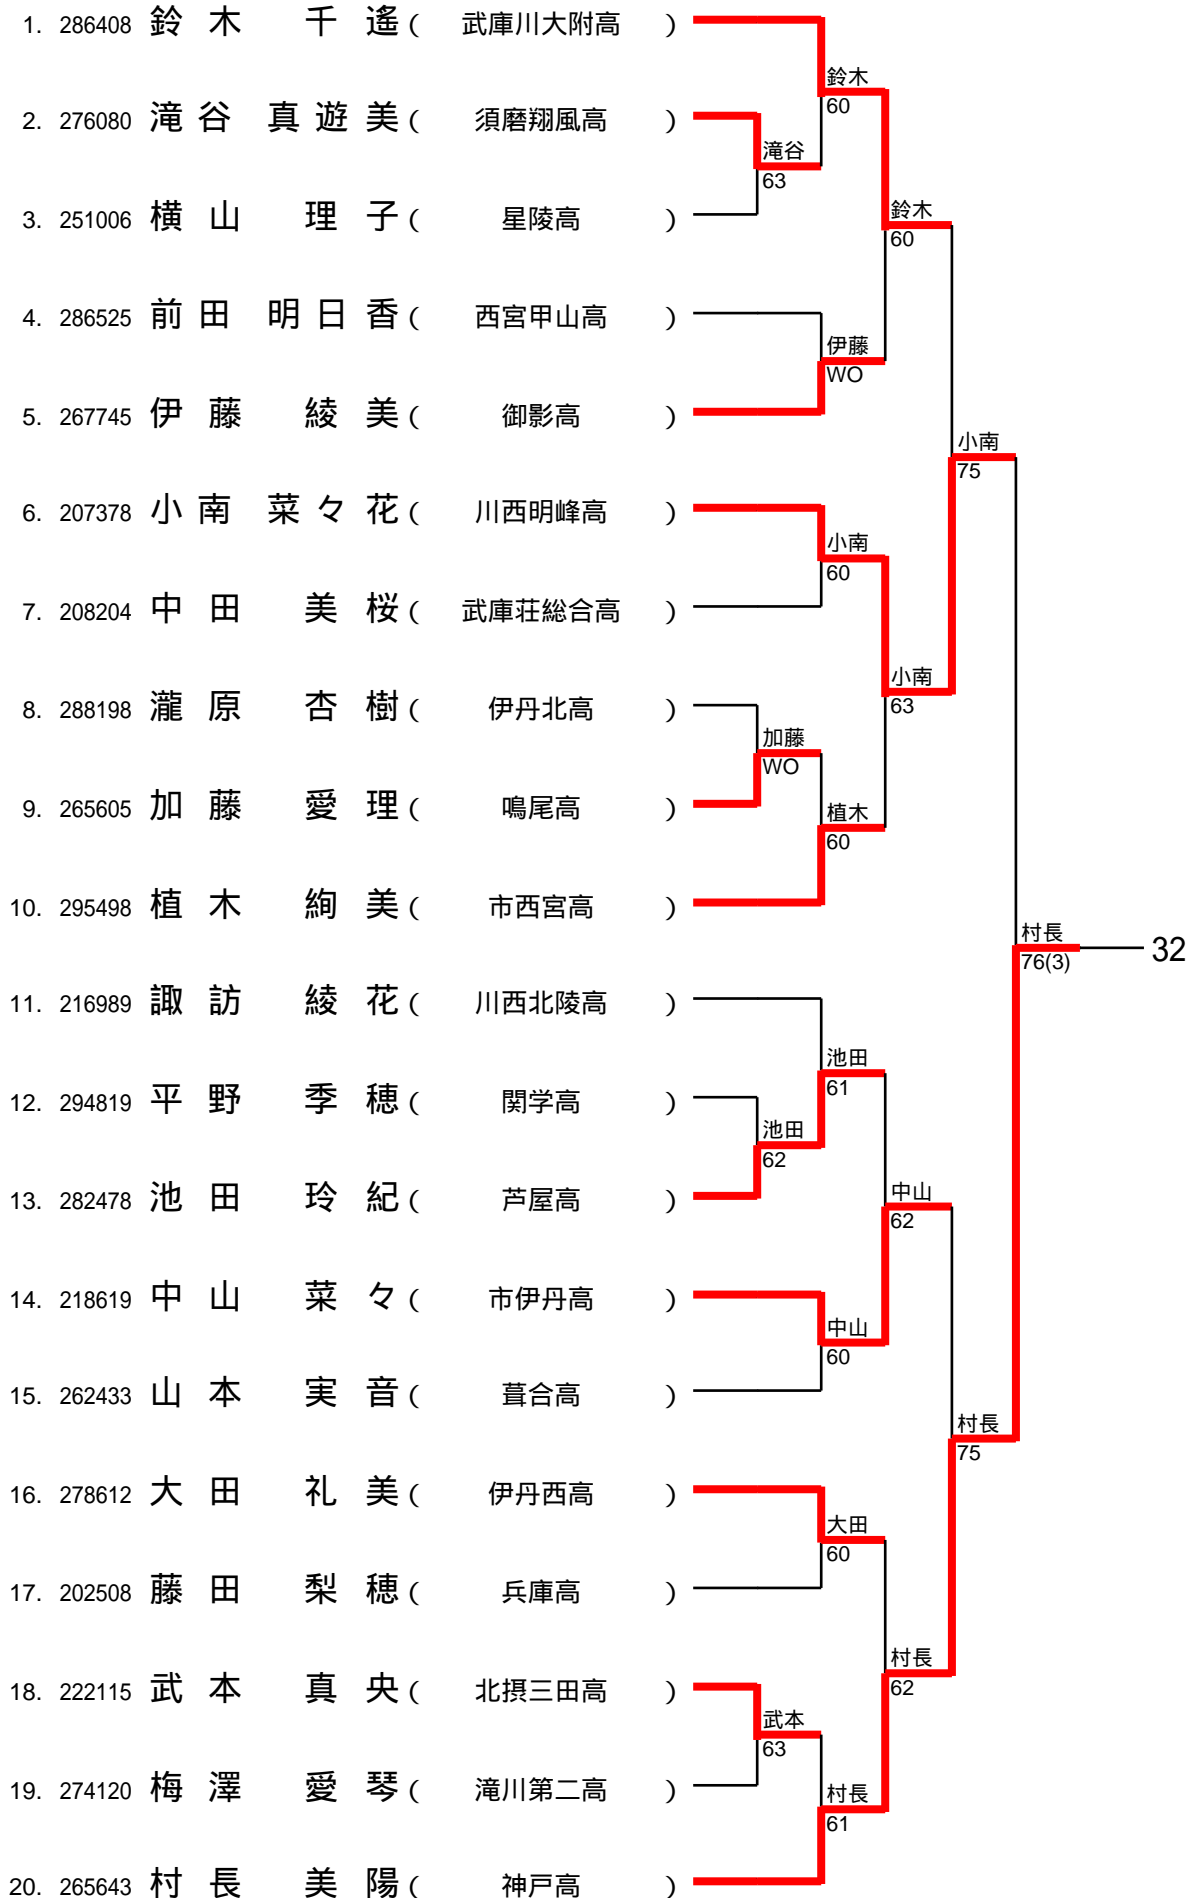 1. 286408 鈴木 千遙 ( 武庫川大附高 )
鈴木
60
2. 276080 滝谷 真遊美 ( 須磨翔風高 )
滝谷
63
3. 251006 横山 理子 ( 星陵高 )
鈴木
60
4. 286525 前田 明日香 ( 西宮甲山高 )
伊藤
WO
5. 267745 伊藤 綾美 ( 御影高 )
小南
75
6. 207378 小南 菜々花 ( 川西明峰高 )
小南
60
7. 208204 中田 美桜 ( 武庫荘総合高 )
小南
63
8. 288198 瀧原 杏樹 ( 伊丹北高 )
加藤
WO
9. 265605 加藤 愛理 ( 鳴尾高 )
植木
60
10. 295498 植木 絢美 ( 市西宮高 )
村長
76(3)
32
11. 216989 諏訪 綾花 ( 川西北陵高 )
池田
61
12. 294819 平野 季穂 ( 関学高 )
池田
62
13. 282478 池田 玲紀 ( 芦屋高 )
中山
62
14. 218619 中山 菜々 ( 市伊丹高 )
中山
60
15. 262433 山本 実音 ( 葺合高 )
村長
75
16. 278612 大田 礼美 ( 伊丹西高 )
大田
60
17. 202508 藤田 梨穂 ( 兵庫高 )
村長
62
18. 222115 武本 真央 ( 北摂三田高 )
武本
63
19. 274120 梅澤 愛琴 ( 滝川第二高 )
村長
61
20. 265643 村長 美陽 ( 神戸高 )